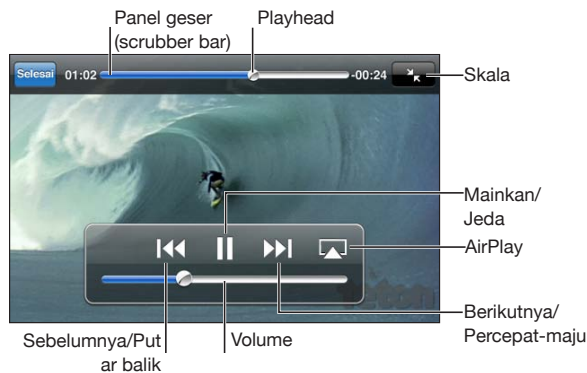 Panel geser
(scrubber bar)
Playhead
Selesai
01:02
-00:24
Skala
Mainkan/
Jeda
AirPlay
Berikutnya/
Percepat-maju
Sebelumnya/Put
ar balik
Volume